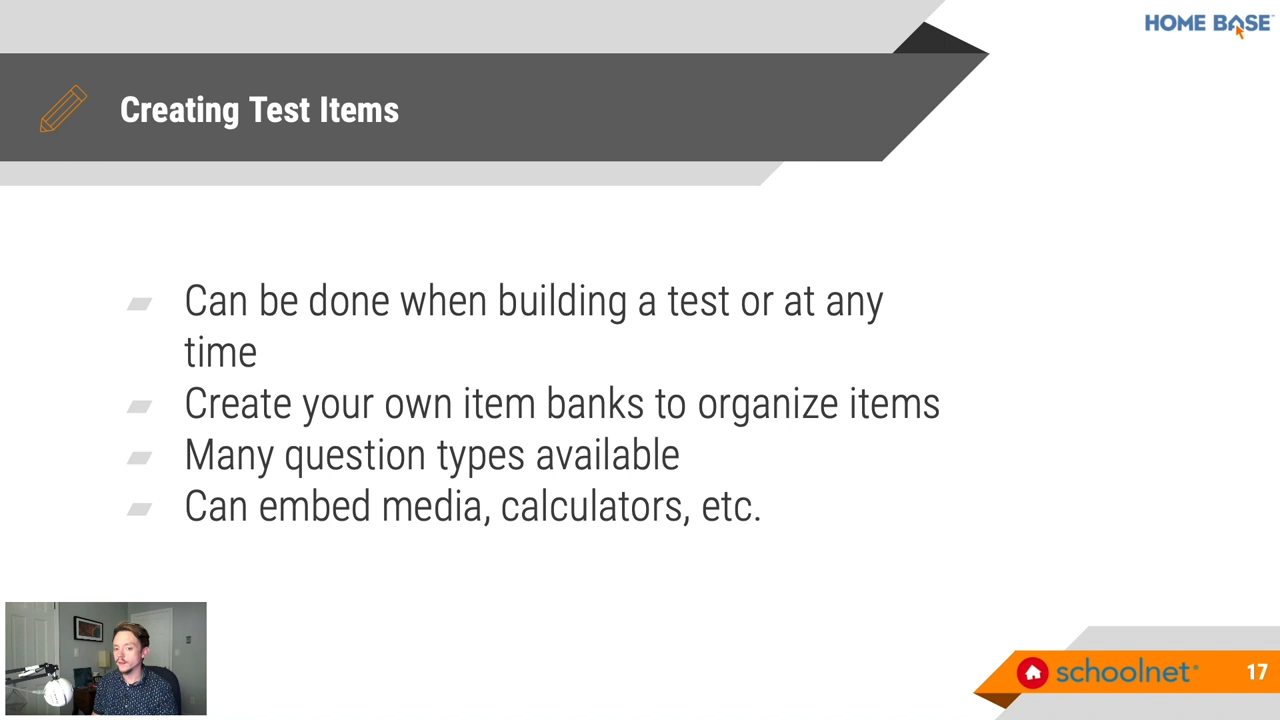 HOME BASE
Creating Test Items
Can be done when building a test or at any
time
Create your own item banks to organize items
Many question types available
Can embed media, calculators, etc.
schoolnet
17